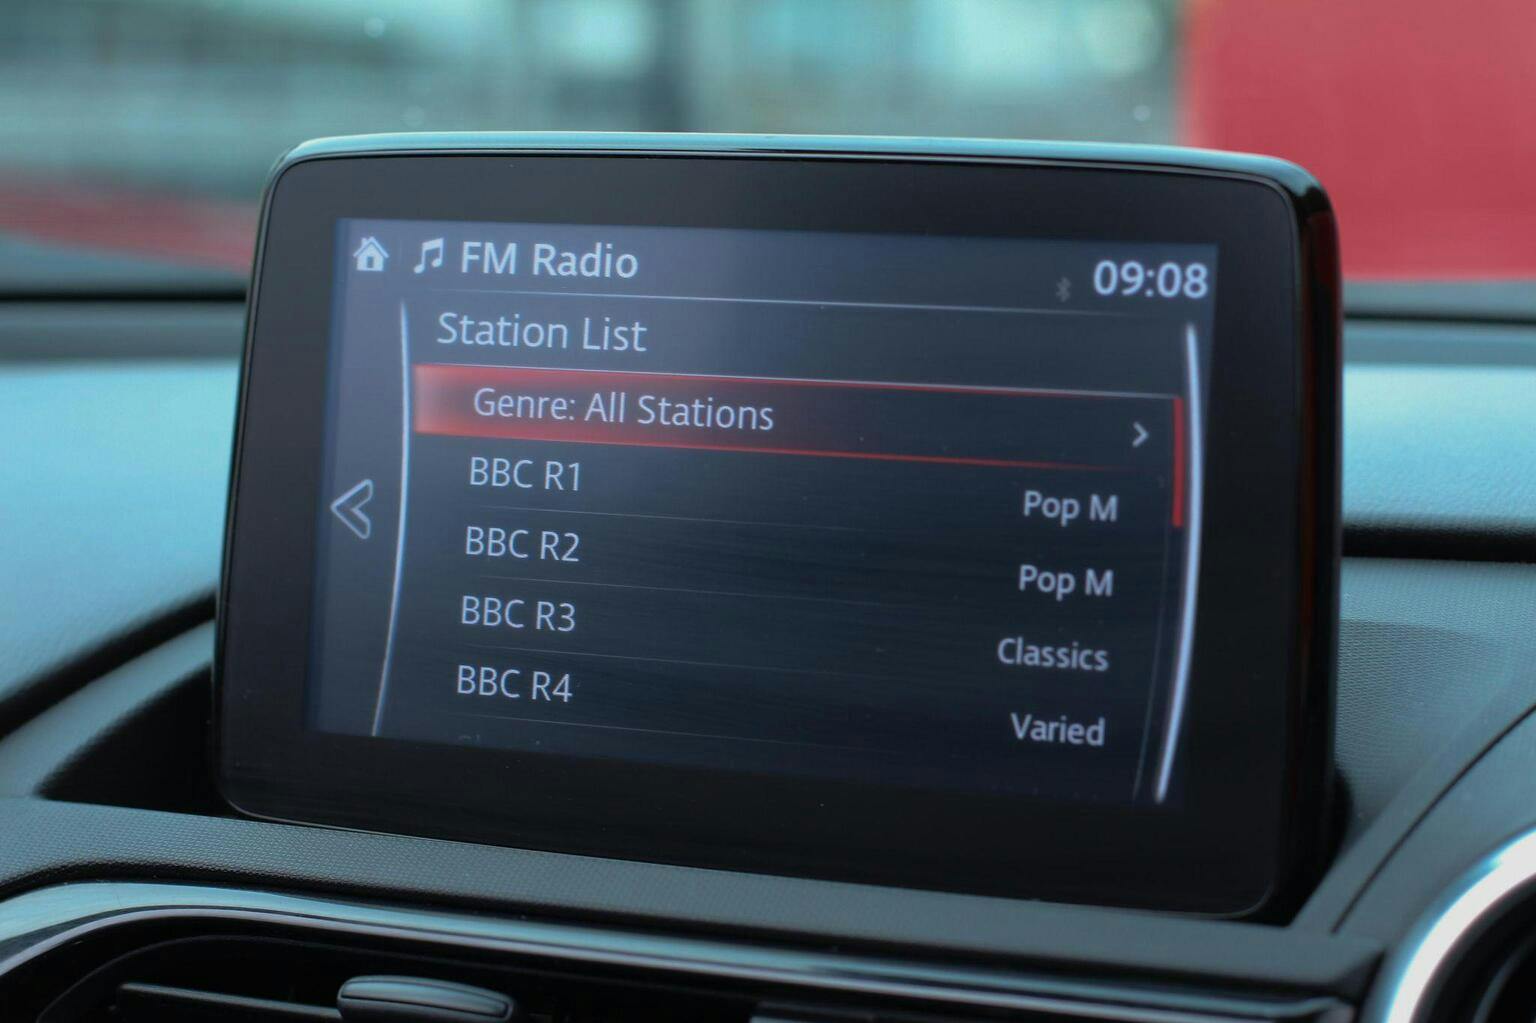 FM Radio
09:08
Station List
Genre: All Stations
BBC R1 Pop M
BBC R2 Pop M
BBC R3 Classics
BBC R4 Varied